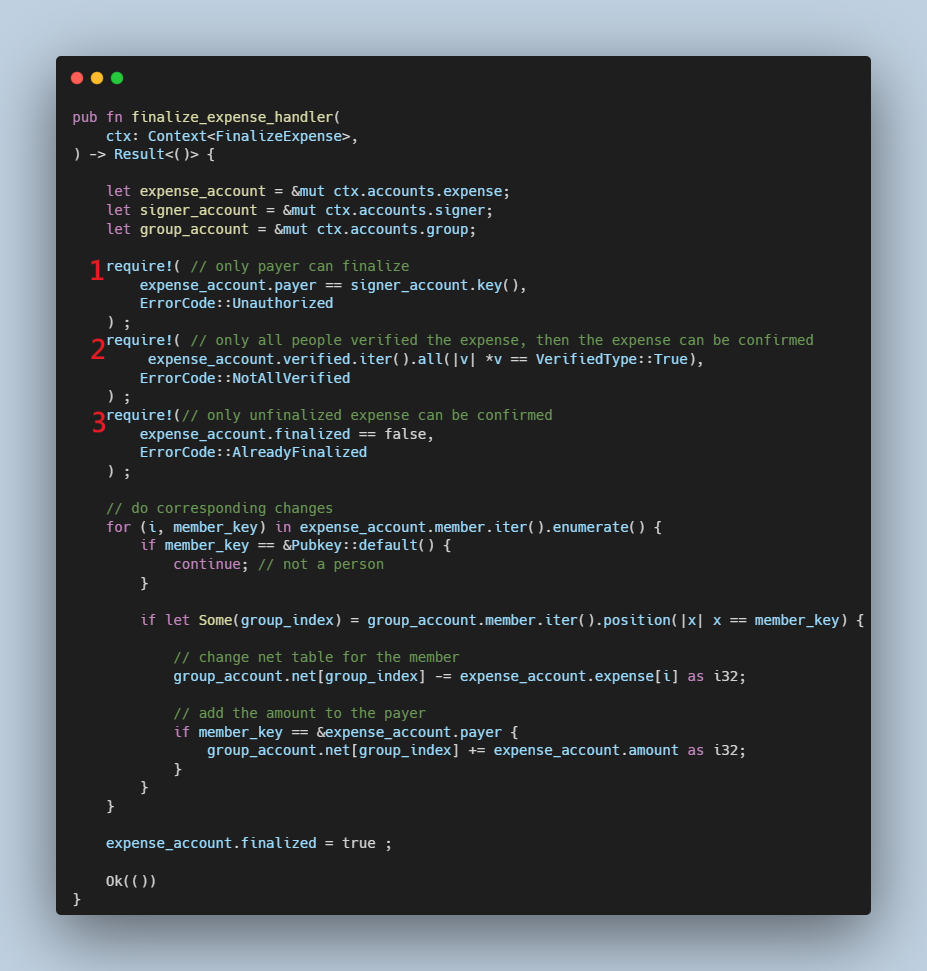 pub fn finalize_expense_handler(
    ctx: Context<FinalizeExpense>,
) -> Result<()> {

    let expense_account = &mut ctx.accounts.expense;
    let signer_account = &mut ctx.accounts.signer;
    let group_account = &mut ctx.accounts.group;

1   require!( // only payer can finalize
        expense_account.payer == signer_account.key(),
        ErrorCode::Unauthorized
    ) ;
2   require!( // only all people verified the expense, then the expense can be confirmed
         expense_account.verified.iter().all(|v| *v == VerifiedType::True),
        ErrorCode::NotAllVerified
    ) ;
3   require!(// only unfinalized expense can be confirmed
        expense_account.finalized == false,
        ErrorCode::AlreadyFinalized
    ) ;

    // do corresponding changes
    for (i, member_key) in expense_account.member.iter().enumerate() {
        if member_key == &Pubkey::default() {
            continue; // not a person
        }

        if let Some(group_index) = group_account.member.iter().position(|x| x == member_key) {

            // change net table for the member
            group_account.net[group_index] -= expense_account.expense[i] as i32;

            // add the amount to the payer
            if member_key == &expense_account.payer {
                group_account.net[group_index] += expense_account.amount as i32;
            }
        }
    }

    expense_account.finalized = true ;

    Ok(())
}